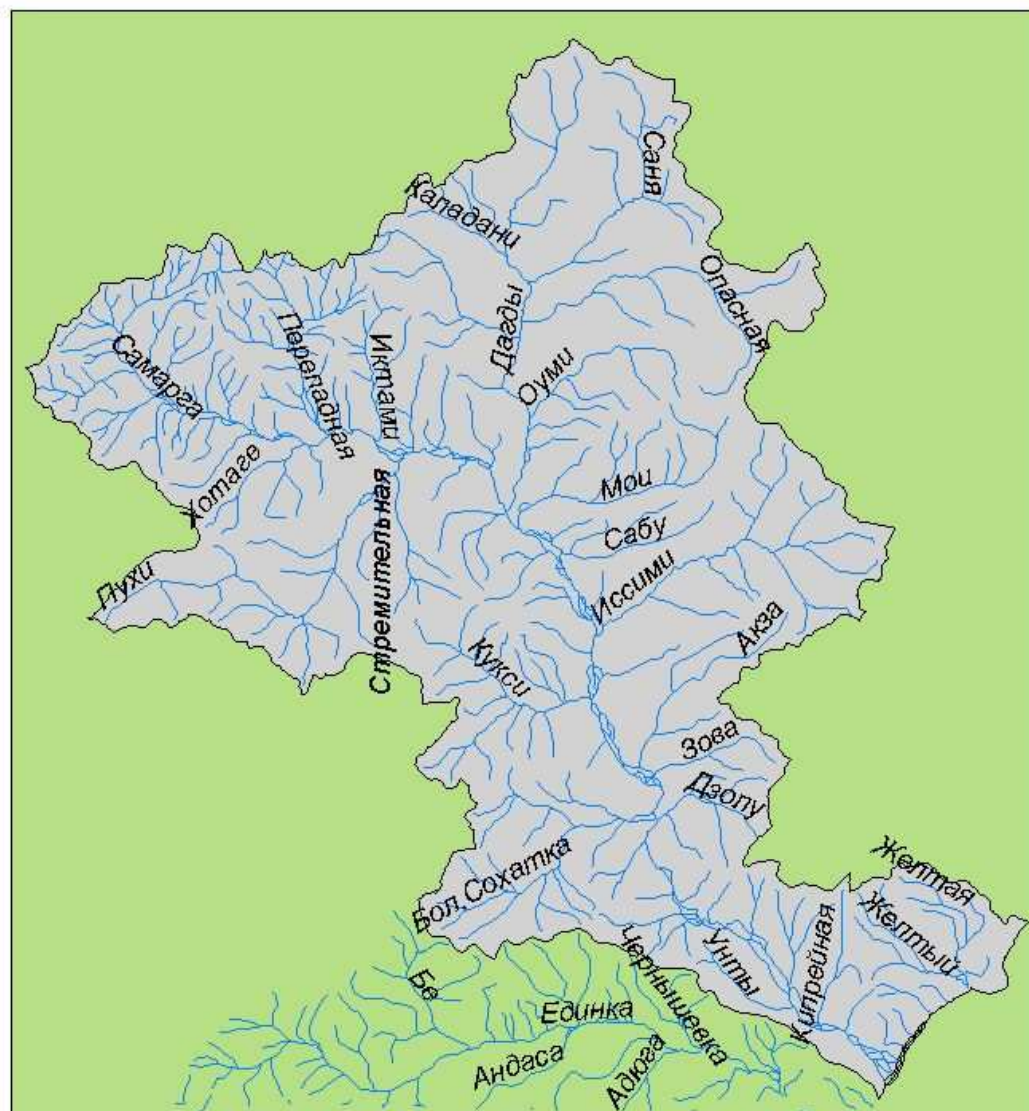 Саня
Каладани
Опасная
Дагды
Перепадная
Иктами
Самарга
Оуми
Хотаге
Мои
Стремительная
Сабу
Иссими
Пухи
Акза
Кукси
Зова
Дзолу
Бол.Сохатка
Желтая
Желтый
Кипрейная
Унты
Чернышевка
Бе
Единка
Андаса
Адюга